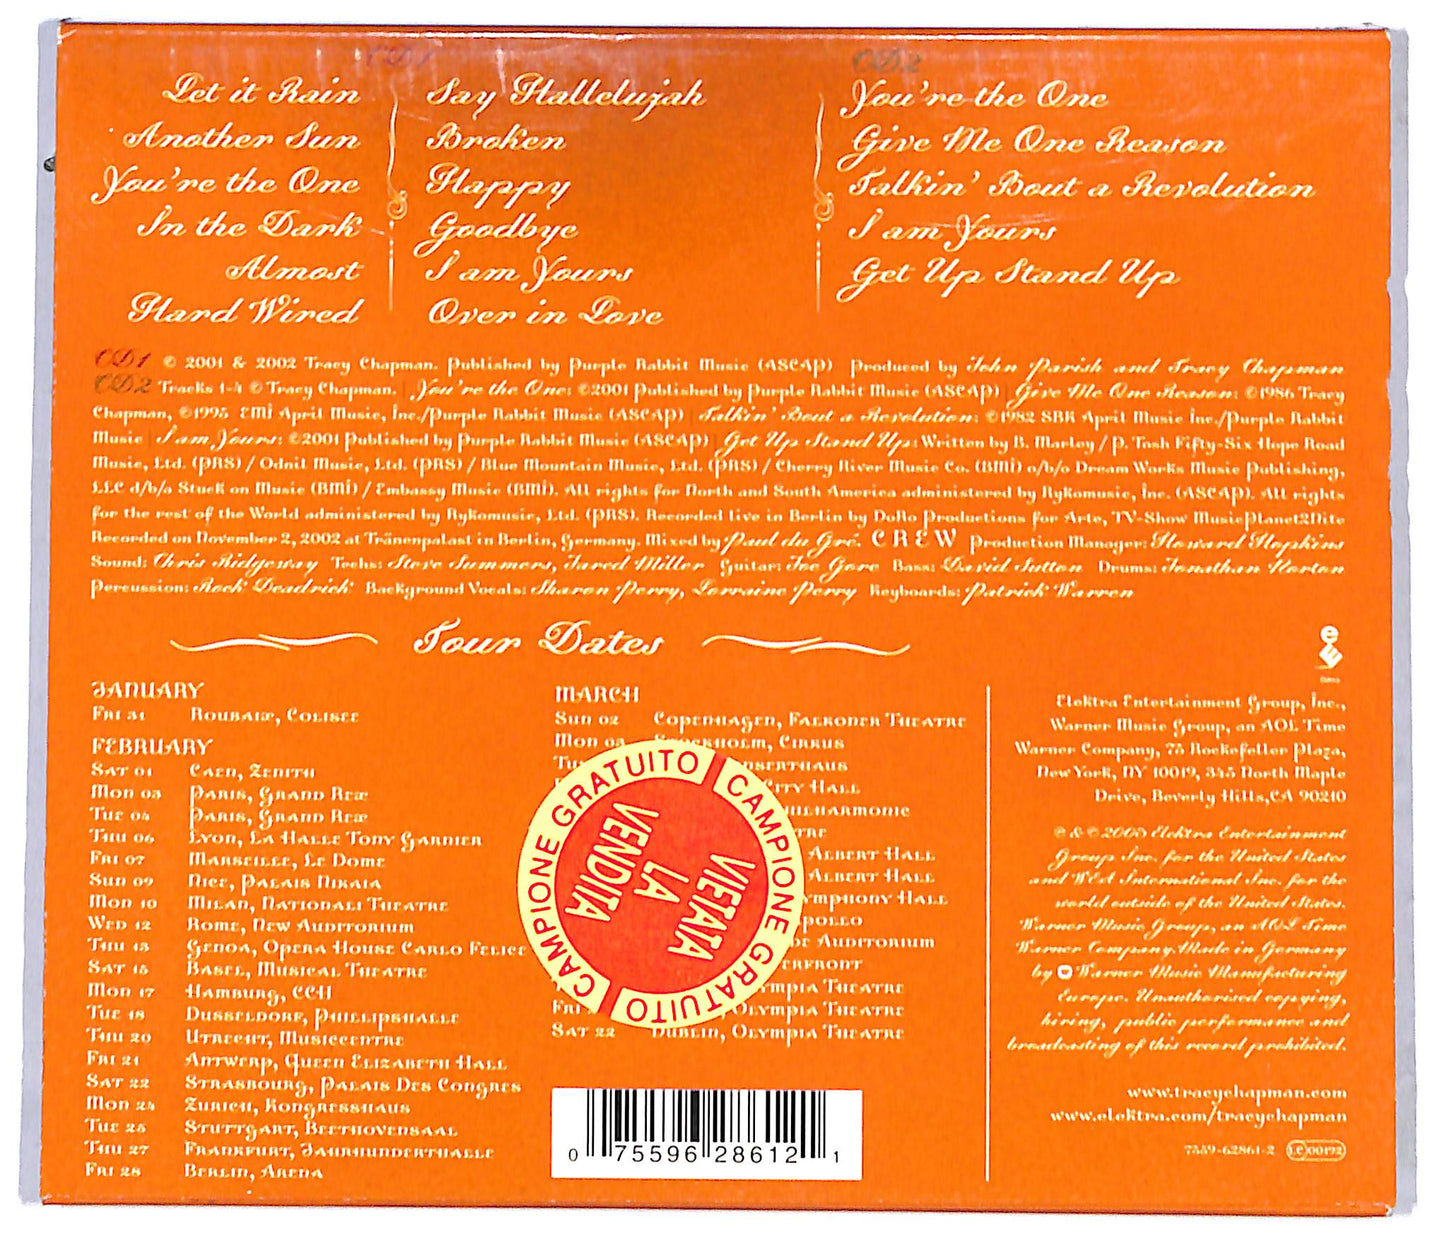 CD1
Let it Rain
Another Sun
You're the One
In the Dark
Almost
Hard Wired
Say Hallelujah
Broken
Happy
Goodbye
I am Yours
Over in Love
CD2
You're the One
Give Me One Reason
Talkin' Bout a Revolution
I am Yours
Get Up Stand Up
CD1 © 2001 & 2002 Tracy Chapman. Published by Purple Rabbit Music (ASCAP) Produced by John Parish and Tracy Chapman
CD2 Tracks 1-4 © Tracy Chapman. | You're the One: ©2001 Published by Purple Rabbit Music (ASCAP) | Give Me One Reason: ©1986 Tracy
Chapman, ©1995 EMI April Music, Inc./Purple Rabbit Music (ASCAP) | Talkin' Bout a Revolution: ©1982 SBK April Music Inc./Purple Rabbit
Music | I am Yours: ©2001 Published by Purple Rabbit Music (ASCAP) | Get Up Stand Up: Written by B. Marley / P. Tosh Fifty-Six Hope Road
Music, Ltd. (PRS) / Odnil Music, Ltd. (PRS) / Blue Mountain Music, Ltd. (PRS) / Cherry River Music Co. (BMI) o/b/o Dream Works Music Publishing,
LLC d/b/a Stuck on Music (BMI) / Embassy Music (BMI). All rights for North and South America administered by Rykomusic, Inc. (ASCAP). All rights
for the rest of the World administered by Rykomusic, Ltd. (PRS). Recorded live in Berlin by DoRo Productions for Arte, TV-Show MusicPlanet2Nite
Recorded on November 2, 2002 at Tränenpalast in Berlin, Germany. Mixed by Paul du Gré. CREW Production Manager: Howard Hopkins
Sound: Chris Ridgeway Techs: Steve Summers, Jared Miller Guitar: Joe Gore Bass: David Sutton Drums: Jonathan Norton
Percussion: Rock Deadrick Background Vocals: Sharon Perry, Lorraine Perry Keyboards: Patrick Warren
Tour Dates
JANUARY
FRI 31 ROUBAIX, COLISEE
FEBRUARY
SAT 01 CAEN, ZENITH
MON 03 PARIS, GRAND REX
TUE 04 PARIS, GRAND REX
THU 06 LYON, LA HALLE TONY GARNIER
FRI 07 MARSEILLE, LE DOME
SUN 09 NICE, PALAIS NIKAIA
MON 10 MILAN, NATIONALI THEATRE
WED 12 ROME, NEW AUDITORIUM
THU 13 GENOA, OPERA HOUSE CARLO FELICE
SAT 15 BASEL, MUSICAL THEATRE
MON 17 HAMBURG, CCH
TUE 18 DUSSELDORF, PHILLIPSHALLE
THU 20 UTRECHT, MUSICCENTRE
FRI 21 ANTWERP, QUEEN ELIZABETH HALL
SAT 22 STRASBOURG, PALAIS DES CONGRES
MON 24 ZURICH, KONGRESSHAUS
TUE 25 STUTTGART, BEETHOVENSAAL
THU 27 FRANKFURT, JAHRHUNDERTHALLE
FRI 28 BERLIN, ARENA
MARCH
SUN 02 COPENHAGEN, FALKONER THEATRE
MON 03 STOCKHOLM, CIRKUS
CITY HALL
ALBERT HALL
ALBERT HALL
AUDITORIUM
OLYMPIA THEATRE
FRI OLYMPIA THEATRE
SAT 22 DUBLIN, OLYMPIA THEATRE
CAMPIONE GRATUITO
CAMPIONE GRATUITO
VIETATA
LA
VENDITA
Elektra Entertainment Group, Inc.,
Warner Music Group, an AOL Time
Warner Company, 75 Rockefeller Plaza,
New York, NY 10019, 345 North Maple
Drive, Beverly Hills, CA 90210
℗ & © 2003 Elektra Entertainment
Group Inc. for the United States
and WEA International Inc. for the
world outside of the United States.
Warner Music Group, an AOL Time
Warner Company. Made in Germany
by Warner Music Manufacturing
Europe. Unauthorised copying,
hiring, public performance and
broadcasting of this record prohibited.
www.tracychapman.com
www.elektra.com/tracychapman
7559-62861-2 LC 00192
0 75596 28612 1